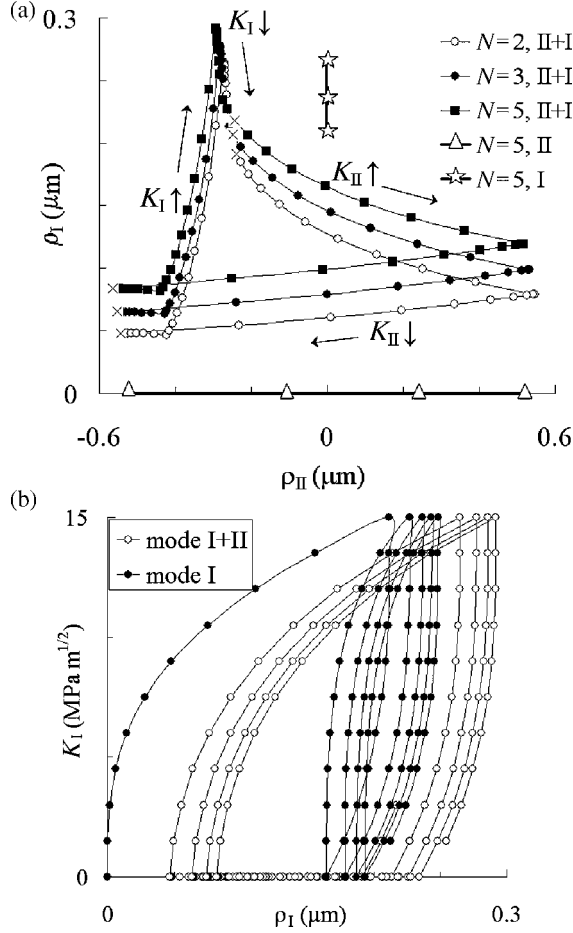 (a)
0.3
K_I ↓
N=2, II+I
N=3, II+I
N=5, II+I
N=5, II
N=5, I
K_I ↑
K_II ↑
ρ_I (μm)
K_II ↓
0
-0.6
0
0.6
ρ_II (μm)
(b)
15
mode I+II
mode I
K_I (MPa m^1/2)
0
0.3
ρ_I (μm)